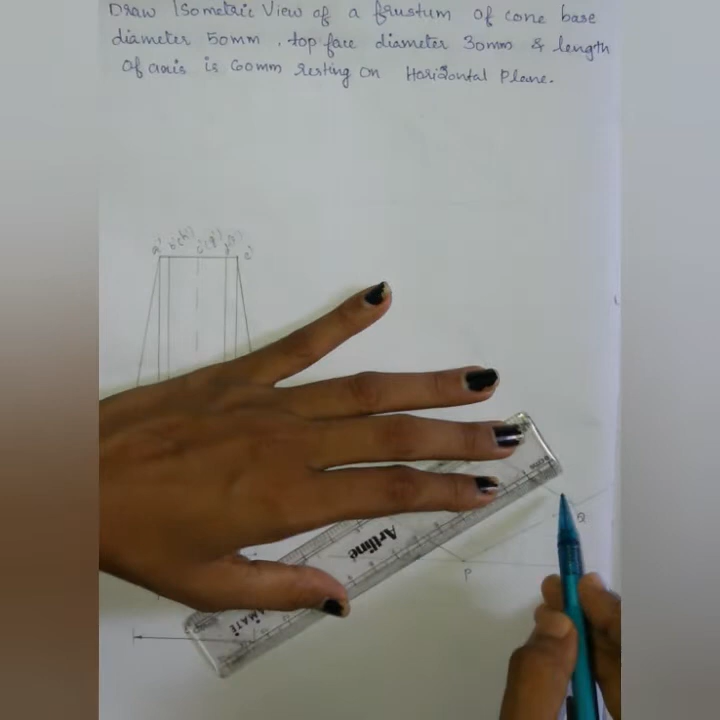 Draw Isometric View of a frustum of cone base
diameter 50mm, top face diameter 30mm & length
of axis is 60mm resting on Horizontal Plane.
a' b'(h') c'(g') e'
Artline
P
Q